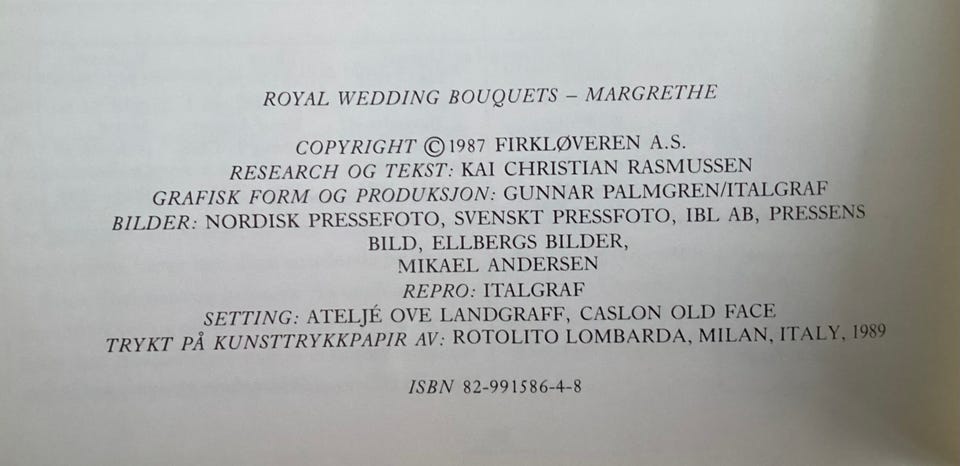 ROYAL WEDDING BOUQUETS – MARGRETHE
COPYRIGHT ©1987 FIRKLØVEREN A.S.
RESEARCH OG TEKST: KAI CHRISTIAN RASMUSSEN
GRAFISK FORM OG PRODUKSJON: GUNNAR PALMGREN/ITALGRAF
BILDER: NORDISK PRESSEFOTO, SVENSKT PRESSFOTO, IBL AB, PRESSENS
BILD, ELLBERGS BILDER,
MIKAEL ANDERSEN
REPRO: ITALGRAF
SETTING: ATELJÉ OVE LANDGRAFF, CASLON OLD FACE
TRYKT PÅ KUNSTTRYKKPAPIR AV: ROTOLITO LOMBARDA, MILAN, ITALY, 1989
ISBN 82-991586-4-8